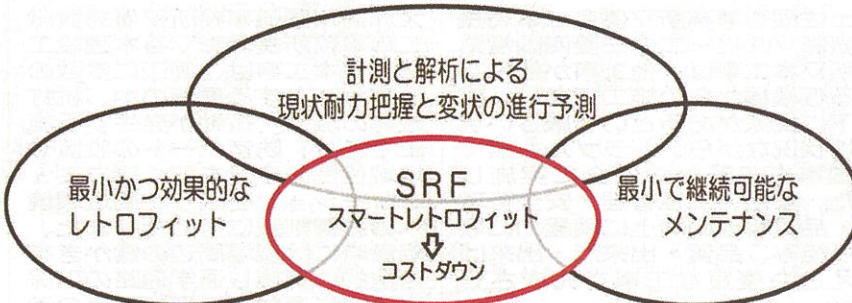 計測と解析による
現状耐力把握と変状の進行予測
最小かつ効果的な
レトロフィット
SRF
スマートレトロフィット
⇩
コストダウン
最小で継続可能な
メンテナンス